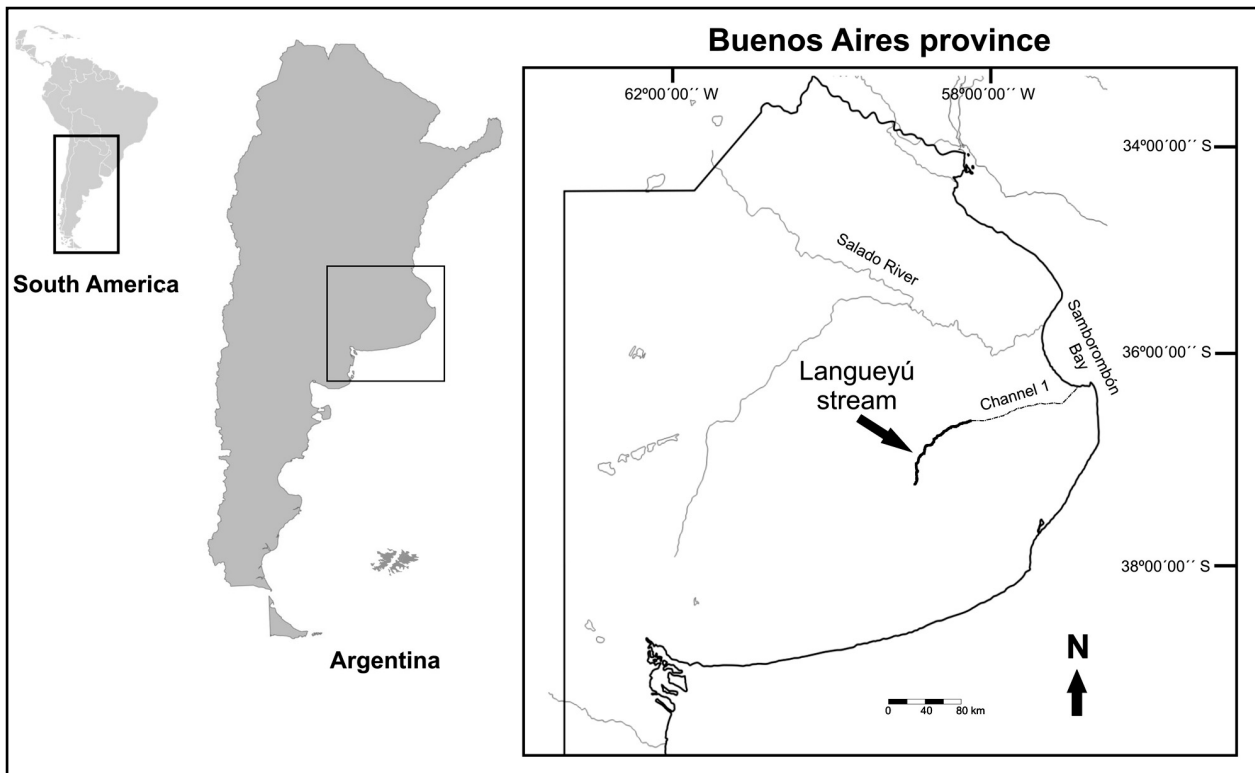 South America
Argentina
Buenos Aires province
62º00´00´´ W
58º00´00´´ W
34º00´00´´ S
36º00´00´´ S
38º00´00´´ S
Salado River
Samborombón
Bay
Channel 1
Langueyú
stream
N
0 40 80 km